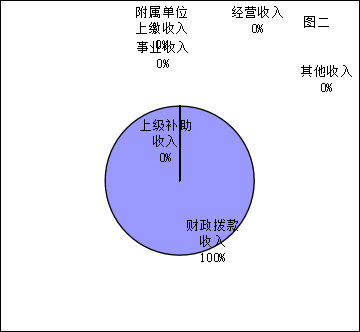 附属单位
上缴收入
0%
事业收入
0%
经营收入
0%
图二
其他收入
0%
上级补助
收入
0%
财政拨款
收入
100%